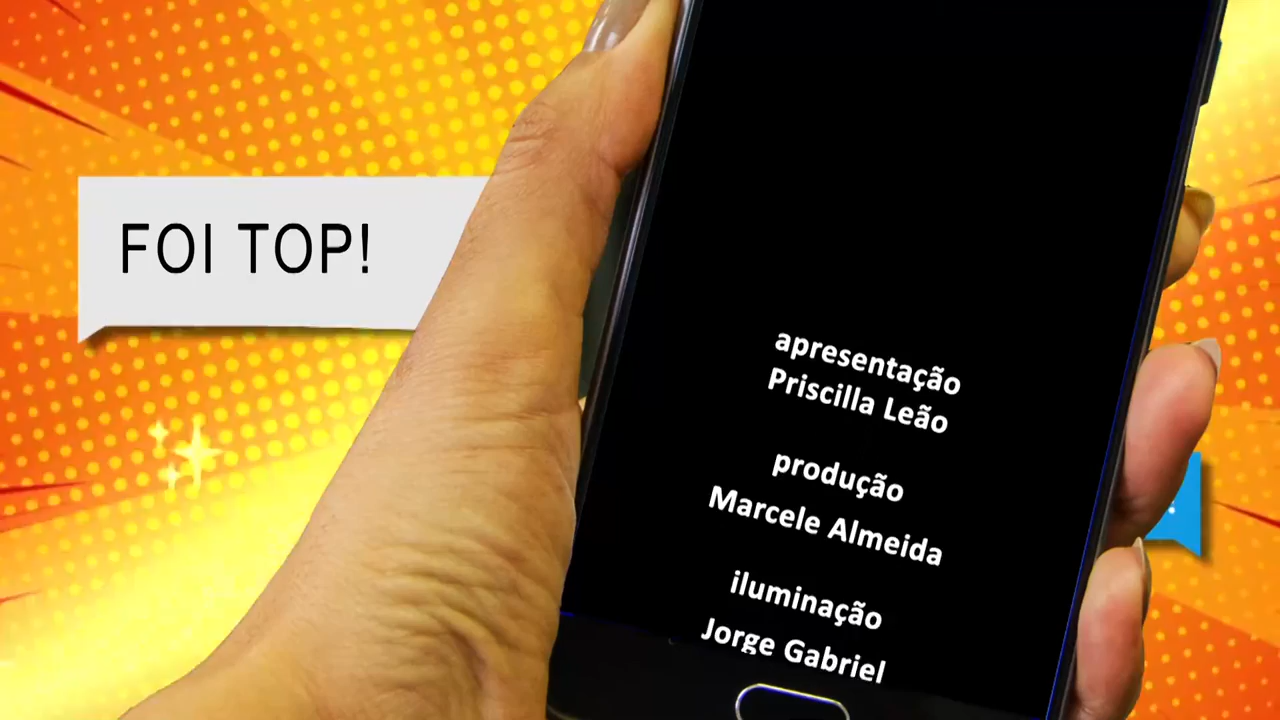 FOI TOP!
apresentação
Priscilla Leão
produção
Marcele Almeida
iluminação
Jorge Gabriel